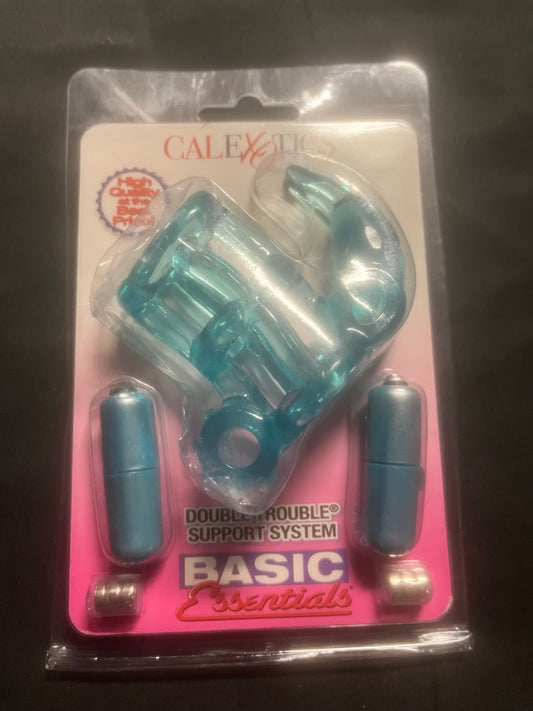 CALEXOTICS
High
Quality
at the
Best
Price!
DOUBLE TROUBLE®
SUPPORT SYSTEM
BASIC
Essentials®